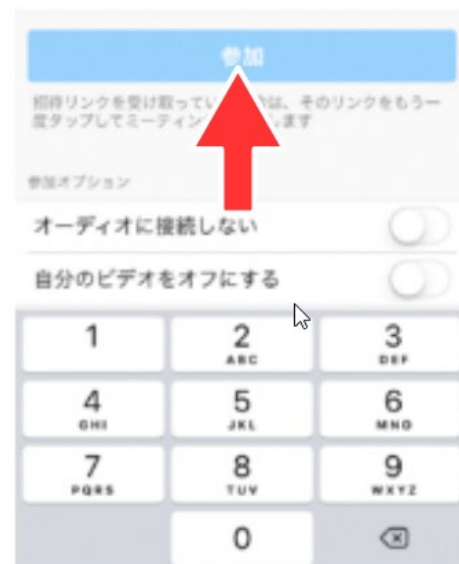 参加
招待リンクを受け取ってい は、そのリンクをもう一
度タップしてミーティン します
参加オプション
オーディオに接続しない
自分のビデオをオフにする
1 2 3
ABC DEF
4 5 6
GHI JKL MNO
7 8 9
PQRS TUV WXYZ
0